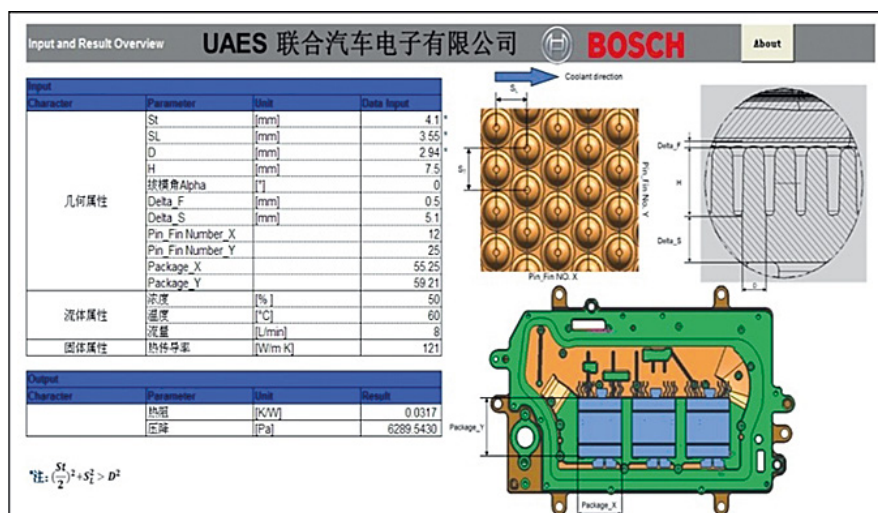 Input and Result Overview UAES 联合汽车电子有限公司 BOSCH About
Input
Character Parameter Unit Data Input
几何属性
St [mm] 4.1 *
SL [mm] 3.55 *
D [mm] 2.94 *
H [mm] 7.5
拔模角Alpha [°] 0
Delta_F [mm] 0.5
Delta_S [mm] 5.1
Pin_Fin Number_X 12
Pin_Fin Number_Y 25
Package_X 55.25
Package_Y 59.21
流体属性
浓度 [% ] 50
温度 [°C] 60
流量 [L/min] 8
固体属性 热传导率 [W/m K] 121
Output
Character Parameter Unit Result
热阻 [K/W] 0.0317
压降 [Pa] 6289.5430
*注: (St/2)²+S_L²> D²
Coolant direction
S_L
S_T
Pin_Fin No. Y
Pin_Fin NO. X
Delta_F
H
Delta_S
D
Package_Y
Package_X